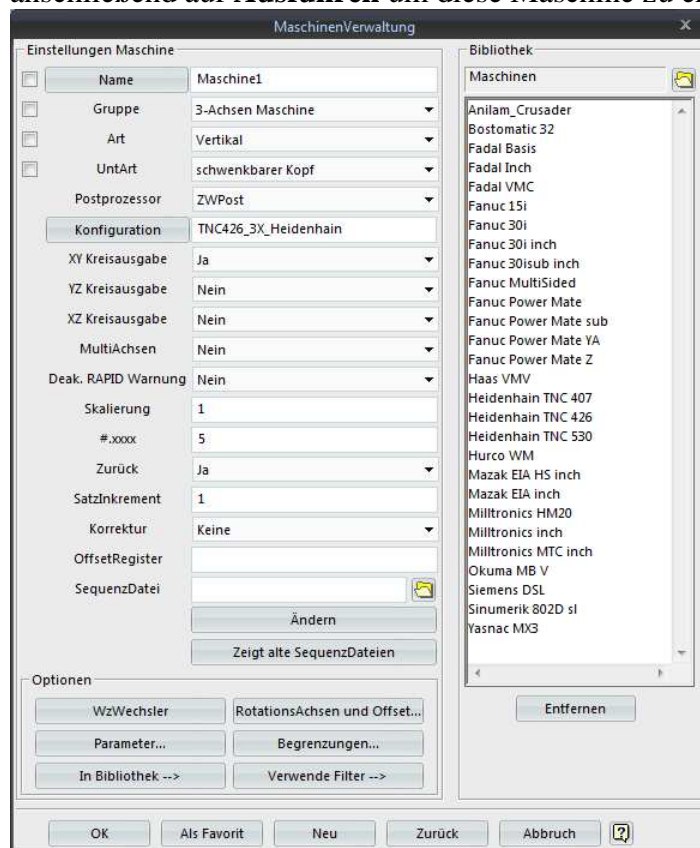 anschließend auf Ausführen um diese Maschine zu e
MaschinenVerwaltung x
Einstellungen Maschine
Name Maschine1
Gruppe 3-Achsen Maschine
Art Vertikal
UntArt schwenkbarer Kopf
Postprozessor ZWPost
Konfiguration TNC426_3X_Heidenhain
XY Kreisausgabe Ja
YZ Kreisausgabe Nein
XZ Kreisausgabe Nein
MultiAchsen Nein
Deak. RAPID Warnung Nein
Skalierung 1
#.xxxx 5
Zurück Ja
SatzInkrement 1
Korrektur Keine
OffsetRegister
SequenzDatei
Ändern
Zeigt alte SequenzDateien
Optionen
WzWechsler RotationsAchsen und Offset...
Parameter... Begrenzungen...
In Bibliothek --> Verwende Filter -->
Bibliothek
Maschinen
Anilam_Crusader
Bostomatic 32
Fadal Basis
Fadal Inch
Fadal VMC
Fanuc 15i
Fanuc 30i
Fanuc 30i inch
Fanuc 30isub inch
Fanuc MultiSided
Fanuc Power Mate
Fanuc Power Mate sub
Fanuc Power Mate YA
Fanuc Power Mate Z
Haas VMV
Heidenhain TNC 407
Heidenhain TNC 426
Heidenhain TNC 530
Hurco WM
Mazak EIA HS inch
Mazak EIA inch
Milltronics HM20
Milltronics inch
Milltronics MTC inch
Okuma MB V
Siemens DSL
Sinumerik 802D sl
Yasnac MX3
Entfernen
OK Als Favorit Neu Zurück Abbruch ?